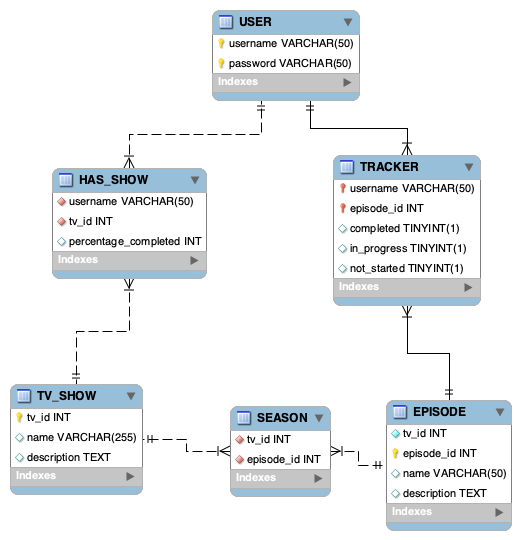 USER
username VARCHAR(50)
password VARCHAR(50)
Indexes
HAS_SHOW
username VARCHAR(50)
tv_id INT
percentage_completed INT
Indexes
TRACKER
username VARCHAR(50)
episode_id INT
completed TINYINT(1)
in_progress TINYINT(1)
not_started TINYINT(1)
Indexes
TV_SHOW
tv_id INT
name VARCHAR(255)
description TEXT
Indexes
SEASON
tv_id INT
episode_id INT
Indexes
EPISODE
tv_id INT
episode_id INT
name VARCHAR(50)
description TEXT
Indexes